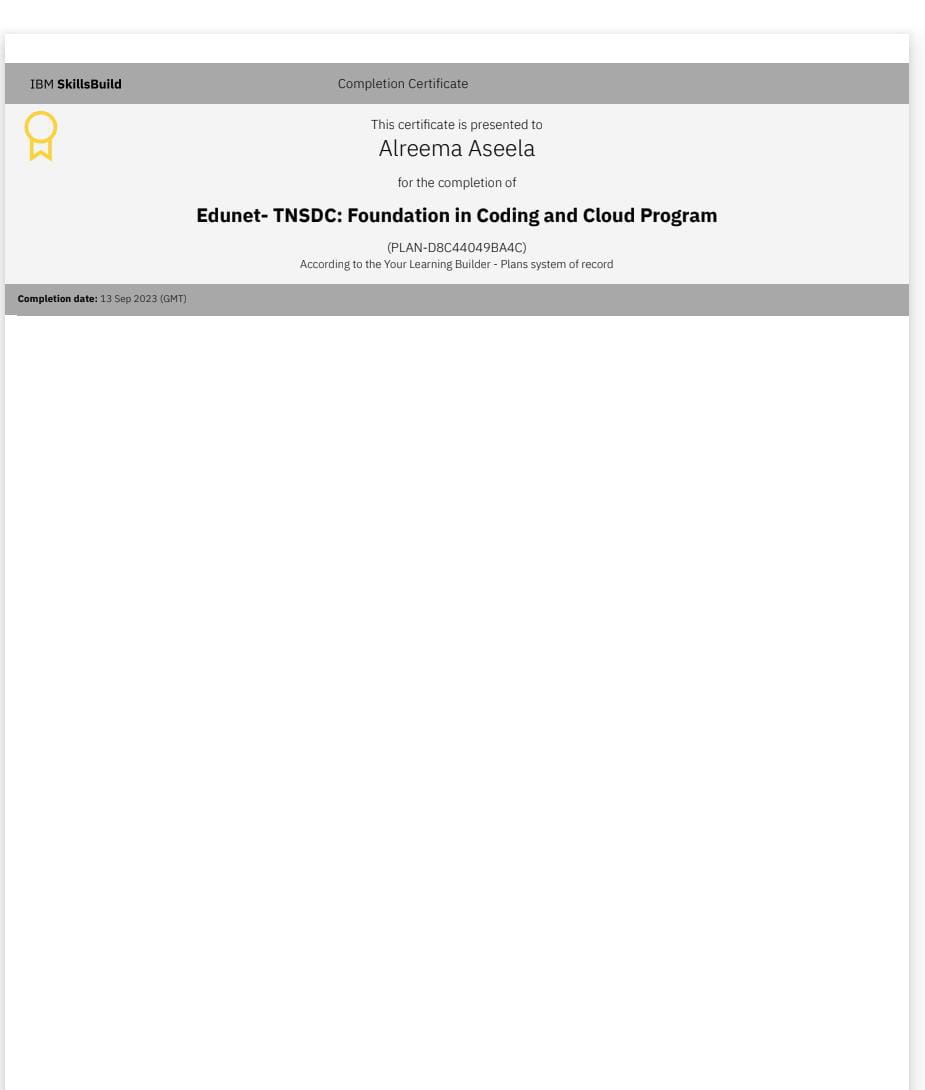 IBM SkillsBuild
Completion Certificate
This certificate is presented to
Alreema Aseela
for the completion of
Edunet- TNSDC: Foundation in Coding and Cloud Program
(PLAN-D8C44049BA4C)
According to the Your Learning Builder - Plans system of record
Completion date: 13 Sep 2023 (GMT)